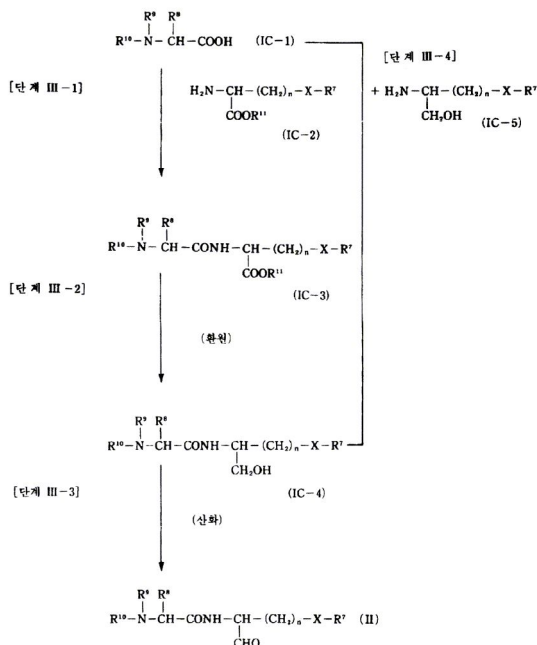 R⁹ R⁸
R¹⁰-N-CH-COOH (IC-1)
[단계 III-4]
[단계 III-1]
H₂N-CH-(CH₂)ₙ-X-R⁷
COOR¹¹
(IC-2)
+ H₂N-CH-(CH₂)ₙ-X-R⁷
CH₂OH
(IC-5)
R⁹ R⁸
R¹⁰-N-CH-CONH-CH-(CH₂)ₙ-X-R⁷
COOR¹¹
[단계 III-2]
(IC-3)
(환원)
R⁹ R⁸
R¹⁰-N-CH-CONH-CH-(CH₂)ₙ-X-R⁷
CH₂OH
[단계 III-3]
(IC-4)
(산화)
R⁹ R⁸
R¹⁰-N-CH-CONH-CH-(CH₂)ₙ-X-R⁷ (II)
CHO